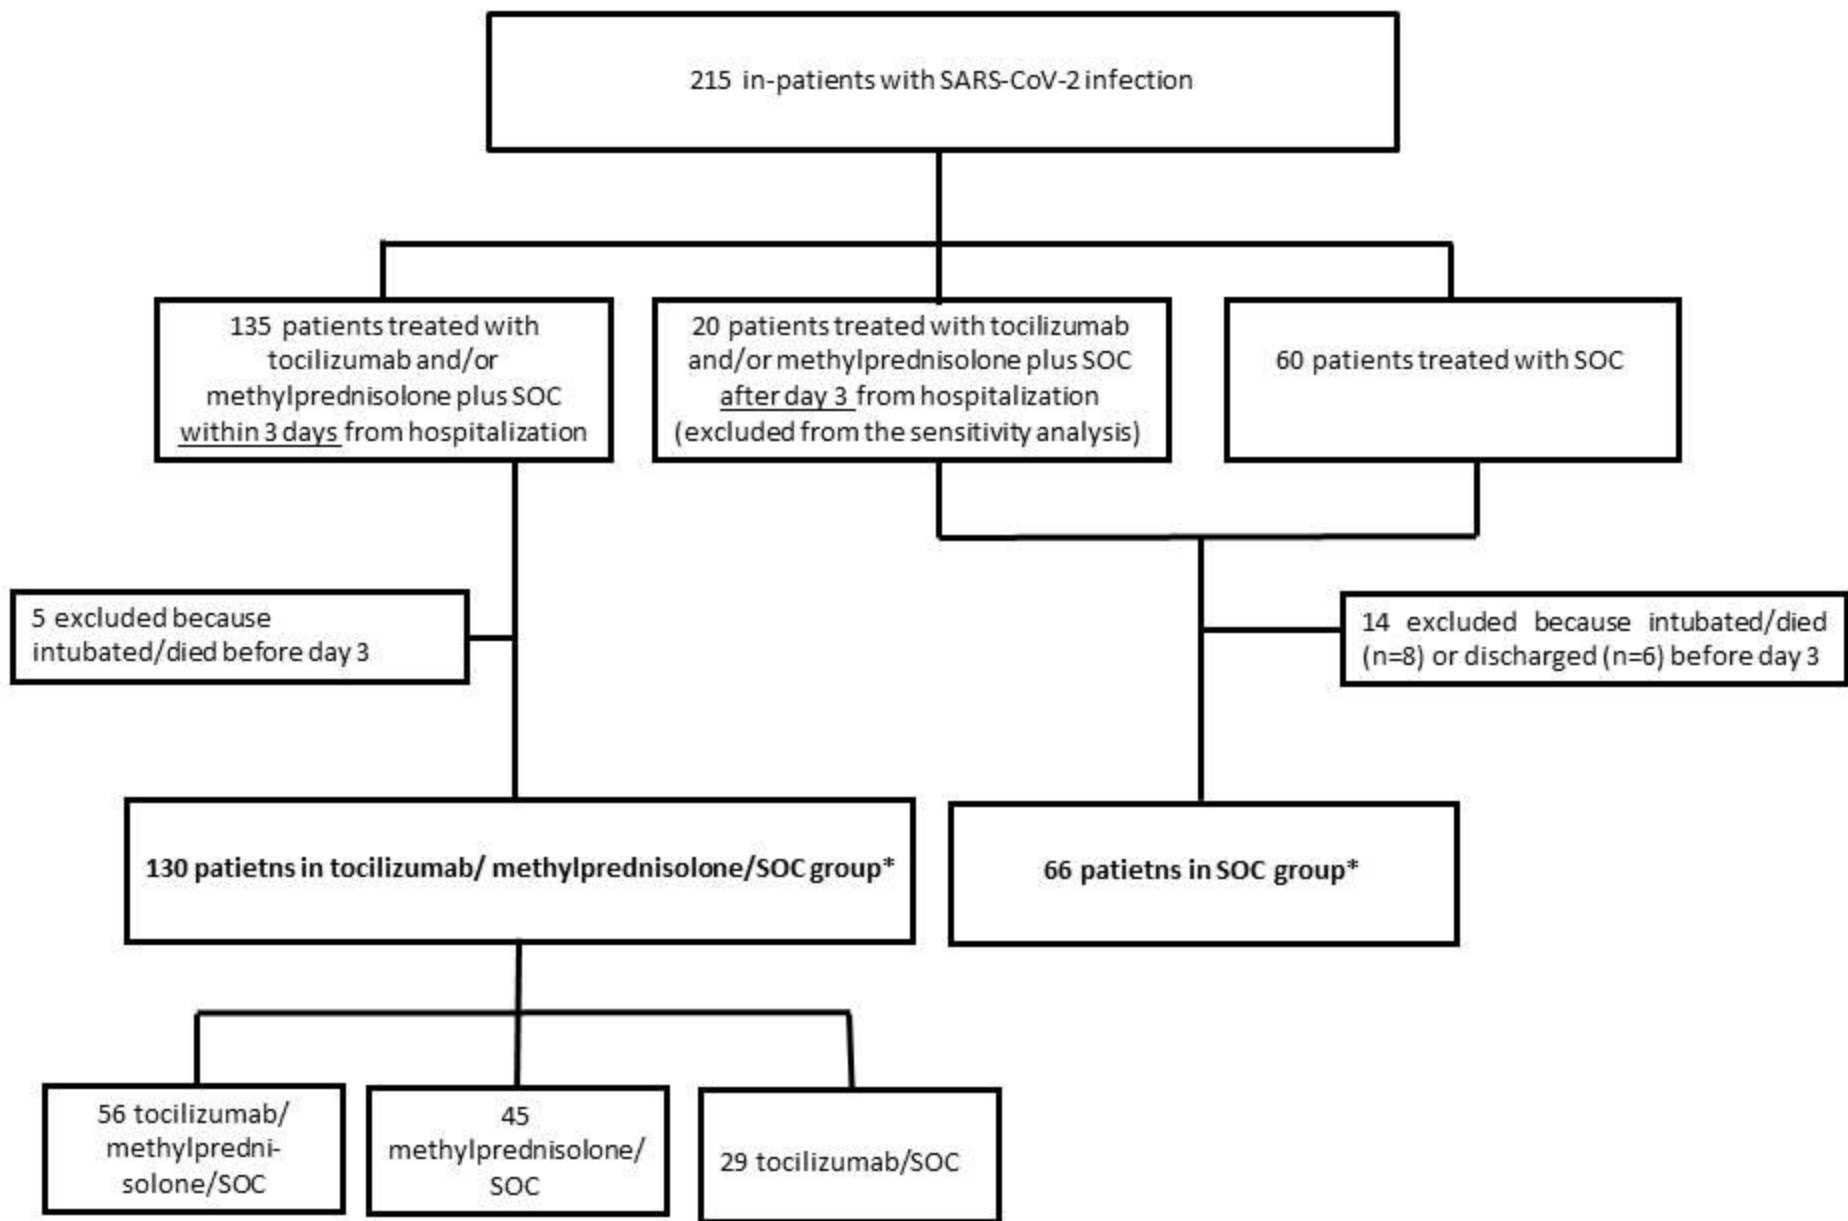 215 in-patients with SARS-CoV-2 infection
135 patients treated with
tocilizumab and/or
methylprednisolone plus SOC
within 3 days from hospitalization
20 patients treated with tocilizumab
and/or methylprednisolone plus SOC
after day 3 from hospitalization
(excluded from the sensitivity analysis)
60 patients treated with SOC
5 excluded because
intubated/died before day 3
14 excluded because intubated/died
(n=8) or discharged (n=6) before day 3
130 patietns in tocilizumab/ methylprednisolone/SOC group*
66 patietns in SOC group*
56 tocilizumab/
methylpredni-
solone/SOC
45
methylprednisolone/
SOC
29 tocilizumab/SOC